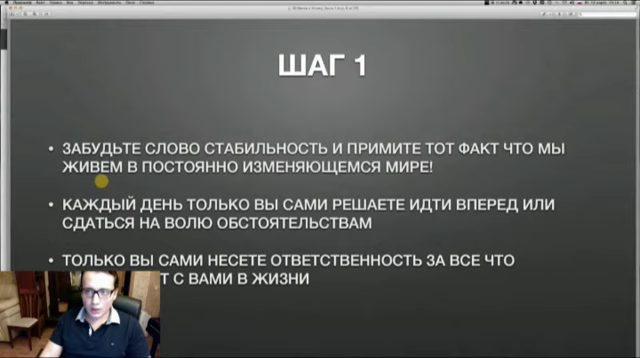 ШАГ 1
• ЗАБУДЬТЕ СЛОВО СТАБИЛЬНОСТЬ И ПРИМИТЕ ТОТ ФАКТ ЧТО МЫ
ЖИВЕМ В ПОСТОЯННО ИЗМЕНЯЮЩЕМСЯ МИРЕ!
• КАЖДЫЙ ДЕНЬ ТОЛЬКО ВЫ САМИ РЕШАЕТЕ ИДТИ ВПЕРЕД ИЛИ
СДАТЬСЯ НА ВОЛЮ ОБСТОЯТЕЛЬСТВАМ
• ТОЛЬКО ВЫ САМИ НЕСЕТЕ ОТВЕТСТВЕННОСТЬ ЗА ВСЕ ЧТО
С ВАМИ В ЖИЗНИ